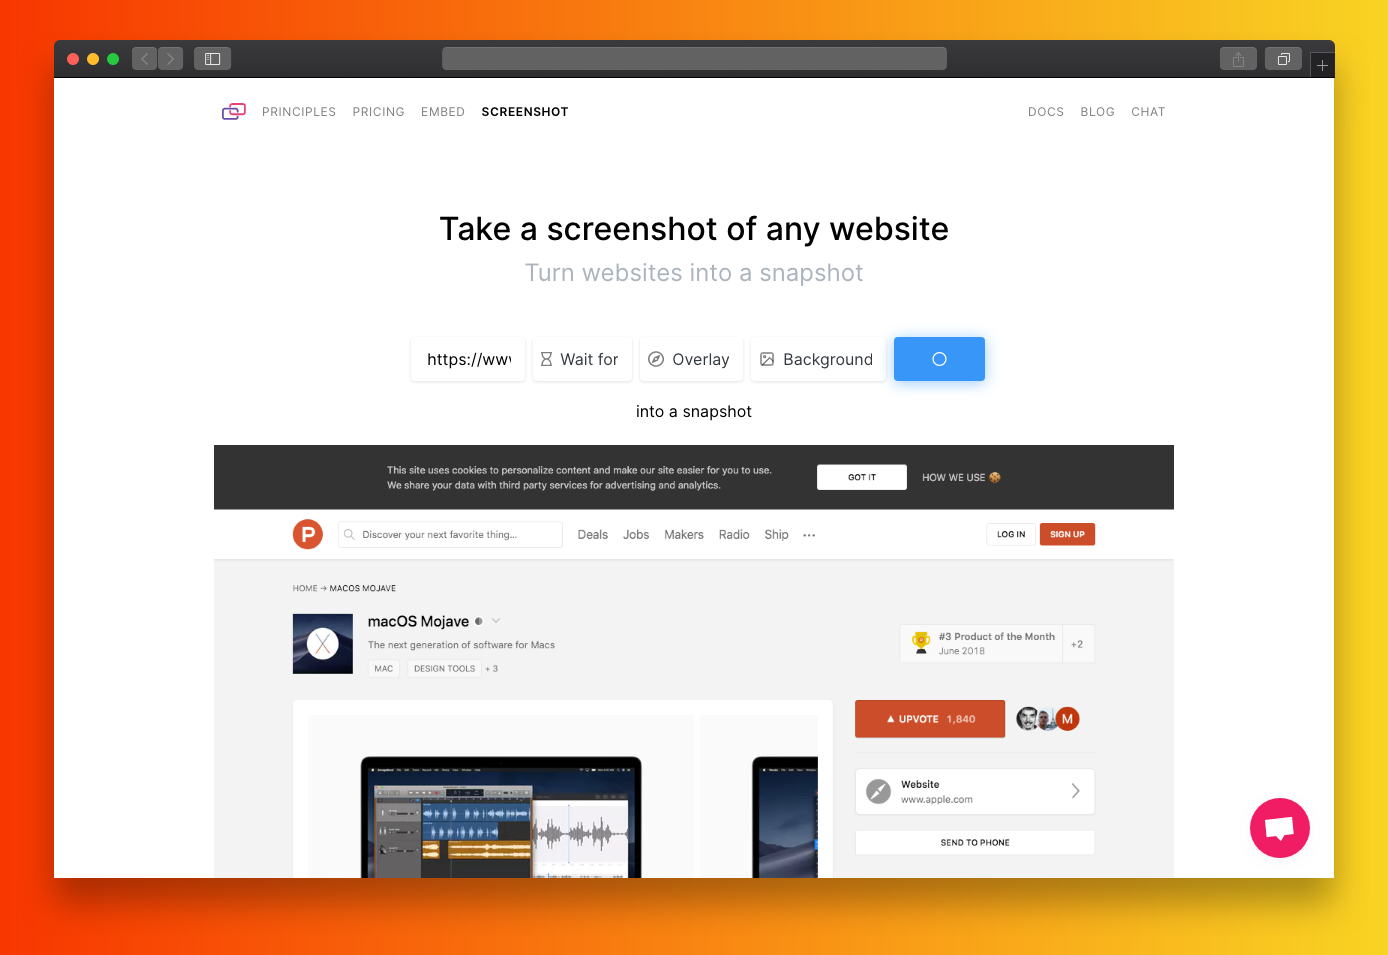 PRINCIPLES PRICING EMBED SCREENSHOT DOCS BLOG CHAT
Take a screenshot of any website
Turn websites into a snapshot
https://www Wait for Overlay Background
into a snapshot
This site uses cookies to personalize content and make our site easier for you to use.
We share your data with third party services for advertising and analytics.
GOT IT
HOW WE USE
P
Discover your next favorite thing...
Deals Jobs Makers Radio Ship ···
LOG IN SIGN UP
HOME → MACOS MOJAVE
macOS Mojave
The next generation of software for Macs
MAC DESIGN TOOLS + 3
#3 Product of the Month
June 2018
+2
▲ UPVOTE 1,840
M
Website
www.apple.com
SEND TO PHONE